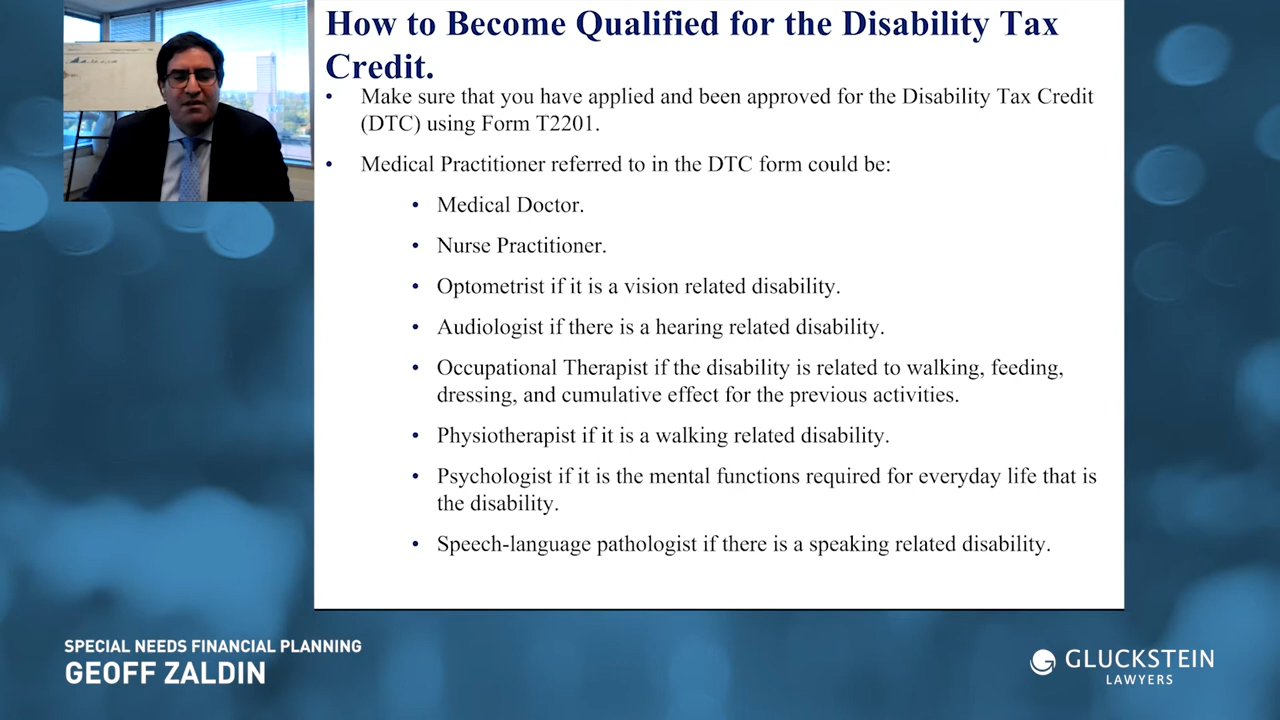 How to Become Qualified for the Disability Tax
Credit.
• Make sure that you have applied and been approved for the Disability Tax Credit
(DTC) using Form T2201.
• Medical Practitioner referred to in the DTC form could be:
• Medical Doctor.
• Nurse Practitioner.
• Optometrist if it is a vision related disability.
• Audiologist if there is a hearing related disability.
• Occupational Therapist if the disability is related to walking, feeding,
dressing, and cumulative effect for the previous activities.
• Physiotherapist if it is a walking related disability.
• Psychologist if it is the mental functions required for everyday life that is
the disability.
• Speech-language pathologist if there is a speaking related disability.
SPECIAL NEEDS FINANCIAL PLANNING
GEOFF ZALDIN
GLUCKSTEIN
LAWYERS